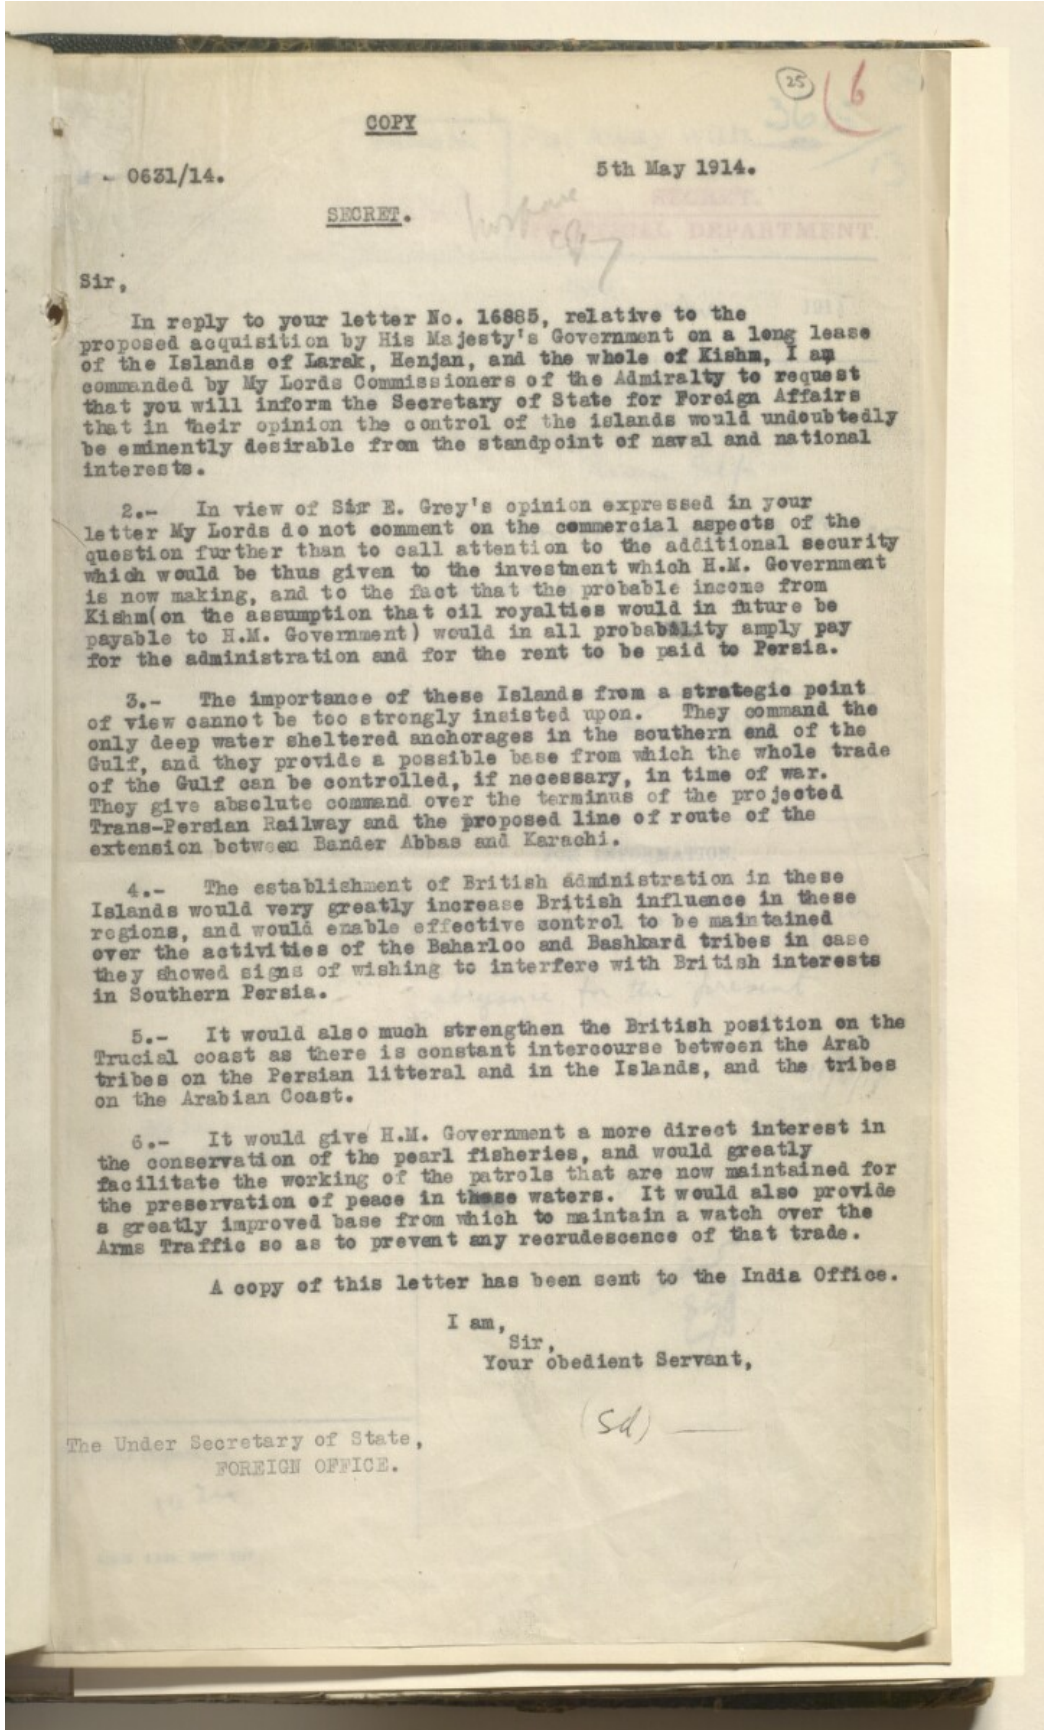 25
6
COPY
0631/14.
5th May 1914.
SECRET.
Sir,
In reply to your letter No. 16885, relative to the
proposed acquisition by His Majesty's Government on a long lease
of the Islands of Larak, Henjan, and the whole of Kishm, I am
commanded by My Lords Commissioners of the Admiralty to request
that you will inform the Secretary of State for Foreign Affairs
that in their opinion the control of the islands would undoubtedly
be eminently desirable from the standpoint of naval and national
interests.
2.- In view of Sir E. Grey's opinion expressed in your
letter My Lords do not comment on the commercial aspects of the
question further than to call attention to the additional security
which would be thus given to the investment which H.M. Government
is now making, and to the fact that the probable income from
Kishm(on the assumption that oil royalties would in future be
payable to H.M. Government) would in all probability amply pay
for the administration and for the rent to be paid to Persia.
3.- The importance of these Islands from a strategic point
of view cannot be too strongly insisted upon. They command the
only deep water sheltered anchorages in the southern end of the
Gulf, and they provide a possible base from which the whole trade
of the Gulf can be controlled, if necessary, in time of war.
They give absolute command over the terminus of the projected
Trans-Persian Railway and the proposed line of route of the
extension between Bander Abbas and Karachi.
4.- The establishment of British administration in these
Islands would very greatly increase British influence in these
regions, and would enable effective control to be maintained
over the activities of the Baharloo and Bashkard tribes in case
they showed signs of wishing to interfere with British interests
in Southern Persia.
5.- It would also much strengthen the British position on the
Trucial coast as there is constant intercourse between the Arab
tribes on the Persian litteral and in the Islands, and the tribes
on the Arabian Coast.
6.- It would give H.M. Government a more direct interest in
the conservation of the pearl fisheries, and would greatly
facilitate the working of the patrols that are now maintained for
the preservation of peace in these waters. It would also provide
a greatly improved base from which to maintain a watch over the
Arms Traffic so as to prevent any recrudescence of that trade.
A copy of this letter has been sent to the India Office.
I am,
Sir,
Your obedient Servant,
(Sd)
The Under Secretary of State,
FOREIGN OFFICE.